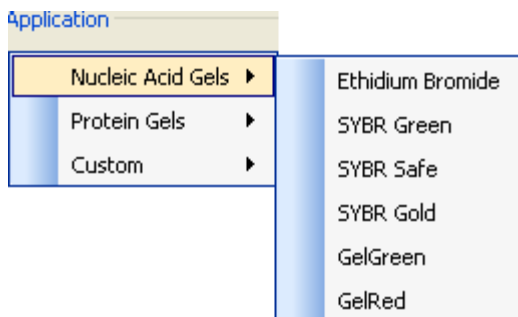 Application
Nucleic Acid Gels
Protein Gels
Custom
Ethidium Bromide
SYBR Green
SYBR Safe
SYBR Gold
GelGreen
GelRed